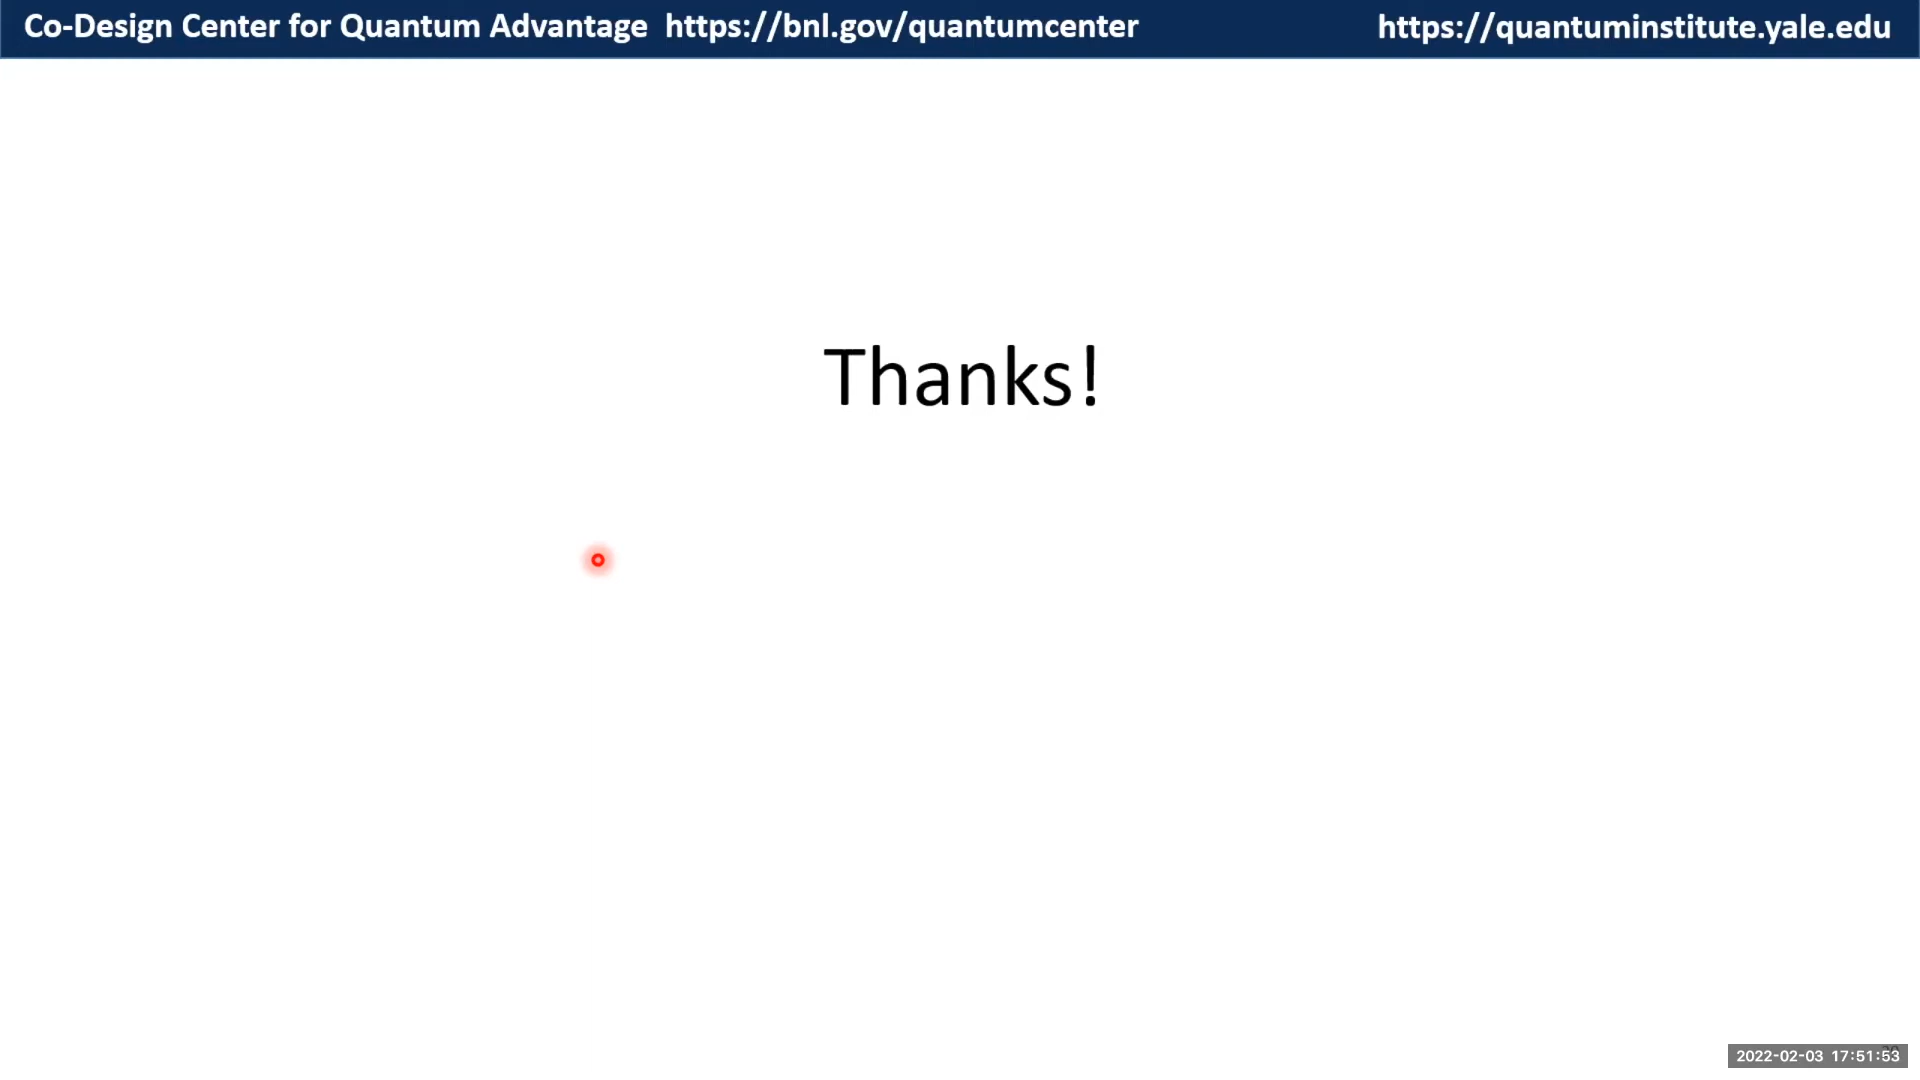 Co-Design Center for Quantum Advantage https://bnl.gov/quantumcenter https://quantuminstitute.yale.edu
Thanks!
2022-02-03 17:51:53